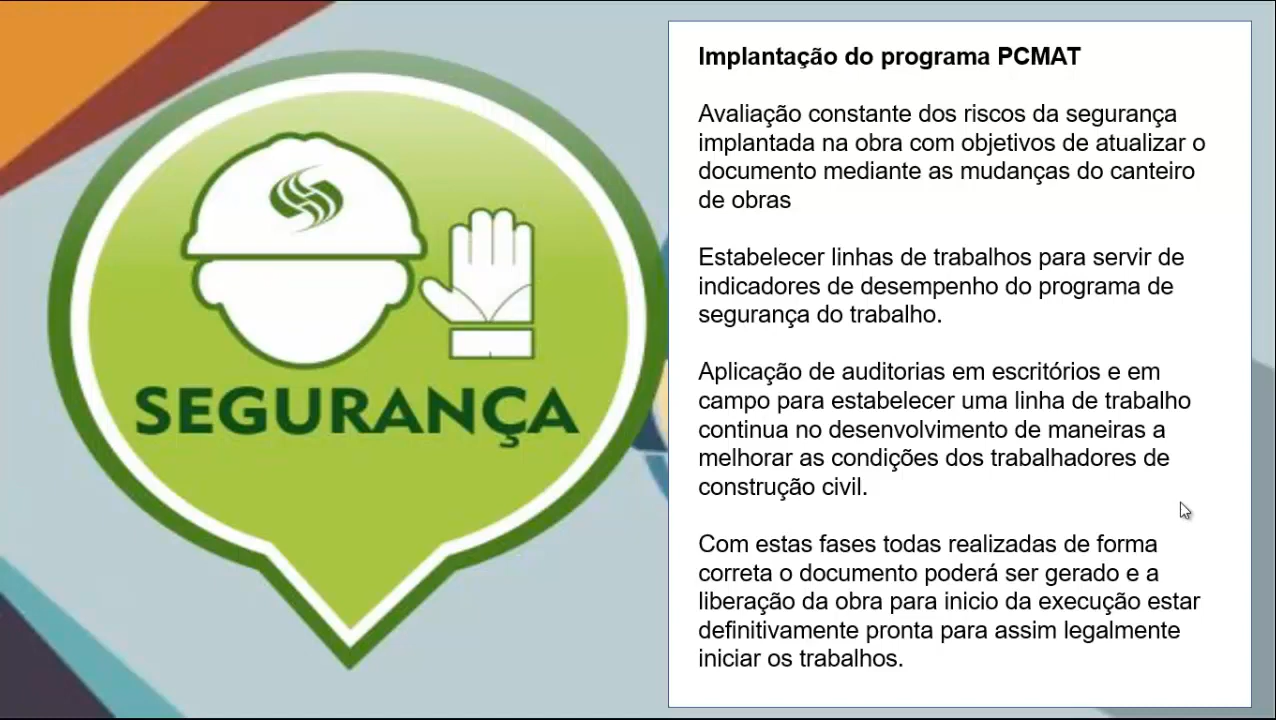 SEGURANÇA
Implantação do programa PCMAT
Avaliação constante dos riscos da segurança
implantada na obra com objetivos de atualizar o
documento mediante as mudanças do canteiro
de obras
Estabelecer linhas de trabalhos para servir de
indicadores de desempenho do programa de
segurança do trabalho.
Aplicação de auditorias em escritórios e em
campo para estabelecer uma linha de trabalho
continua no desenvolvimento de maneiras a
melhorar as condições dos trabalhadores de
construção civil.
Com estas fases todas realizadas de forma
correta o documento poderá ser gerado e a
liberação da obra para inicio da execução estar
definitivamente pronta para assim legalmente
iniciar os trabalhos.